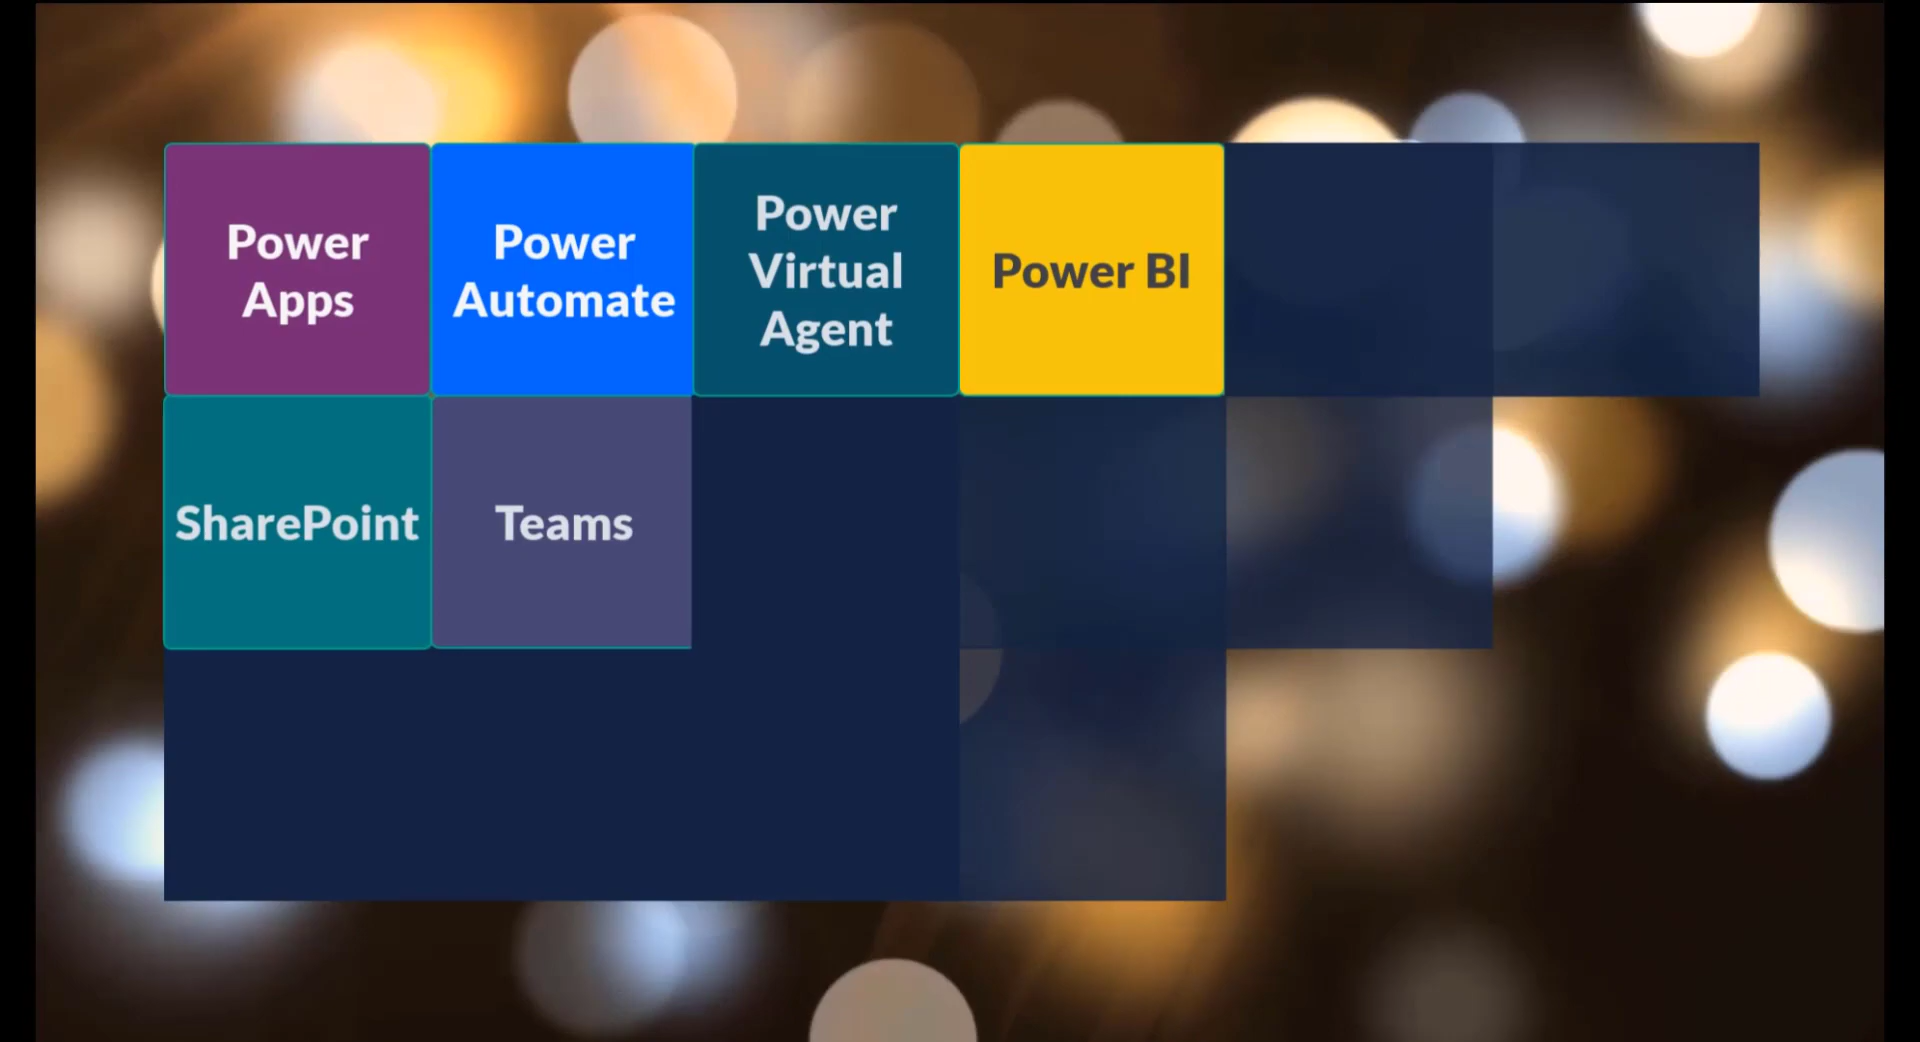 Power
Apps
Power
Automate
Power
Virtual
Agent
Power BI
SharePoint
Teams